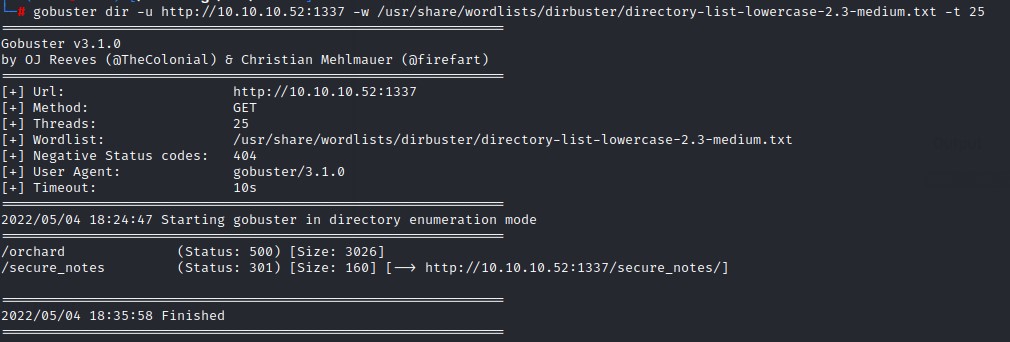 └─# gobuster dir -u http://10.10.10.52:1337 -w /usr/share/wordlists/dirbuster/directory-list-lowercase-2.3-medium.txt -t 25
===============================================================
Gobuster v3.1.0
by OJ Reeves (@TheColonial) & Christian Mehlmauer (@firefart)
===============================================================
[+] Url:                     http://10.10.10.52:1337
[+] Method:                  GET
[+] Threads:                 25
[+] Wordlist:                /usr/share/wordlists/dirbuster/directory-list-lowercase-2.3-medium.txt
[+] Negative Status codes:   404
[+] User Agent:              gobuster/3.1.0
[+] Timeout:                 10s
===============================================================
2022/05/04 18:24:47 Starting gobuster in directory enumeration mode
===============================================================
/orchard              (Status: 500) [Size: 3026]
/secure_notes         (Status: 301) [Size: 160] [--> http://10.10.10.52:1337/secure_notes/]
===============================================================
2022/05/04 18:35:58 Finished
===============================================================